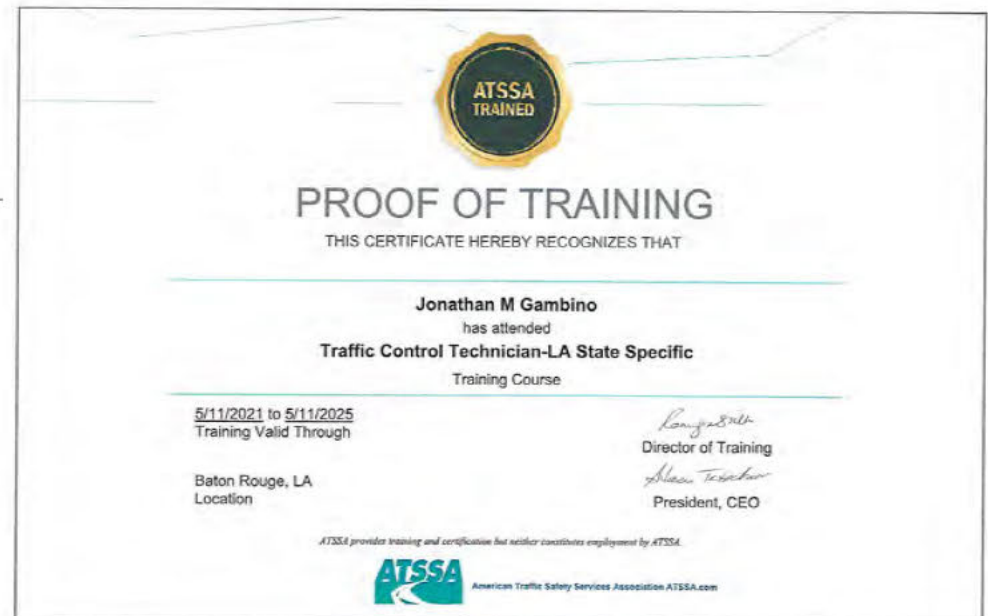 ATSSA
TRAINED
PROOF OF TRAINING
THIS CERTIFICATE HEREBY RECOGNIZES THAT
Jonathan M Gambino
has attended
Traffic Control Technician-LA State Specific
Training Course
5/11/2021 to 5/11/2025
Training Valid Through
Director of Training
Baton Rouge, LA
Location
President, CEO
ATSSA provides training and certification but neither constitutes employment by ATSSA.
ATSSA
American Traffic Safety Services Association ATSSA.com